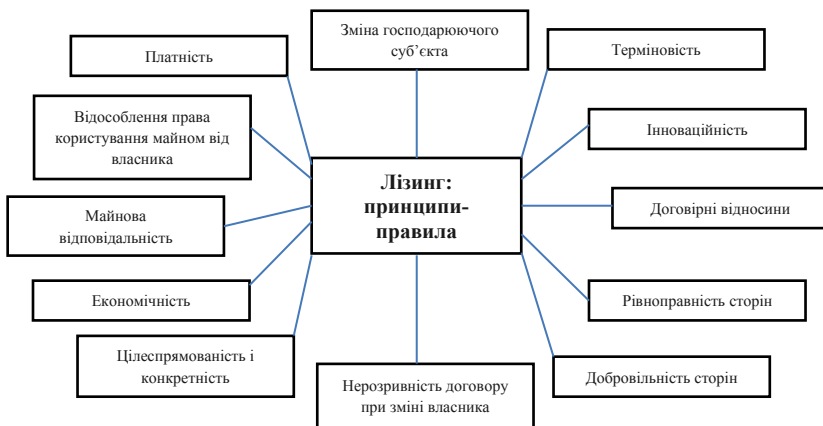 Зміна господарюючого
суб’єкта
Платність
Терміновість
Відособлення права
користування майном від
власника
Інноваційність
Лізинг:
принципи-
правила
Майнова
відповідальність
Договірні відносини
Економічність
Рівноправність сторін
Цілеспрямованість і
конкретність
Нерозривність договору
при зміні власника
Добровільність сторін